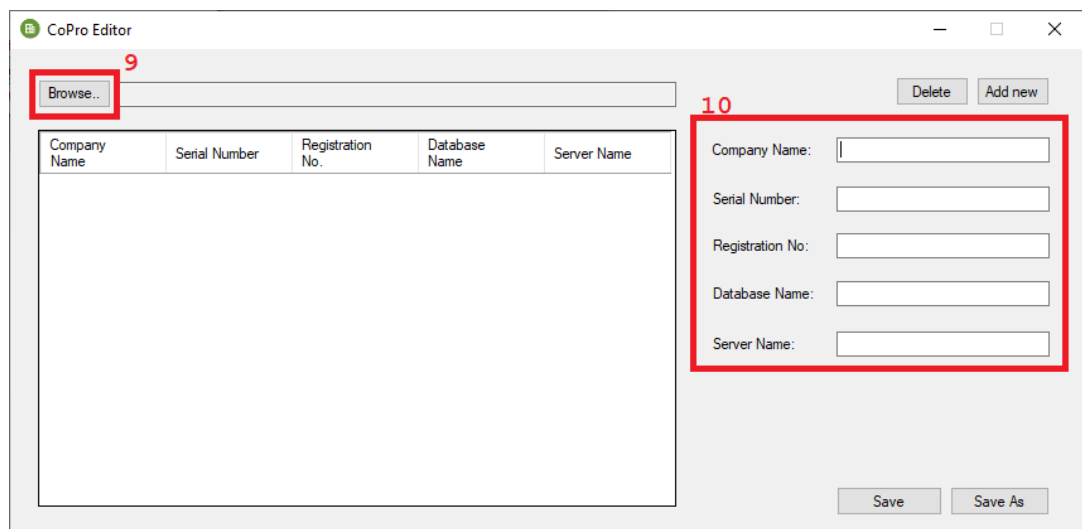 CoPro Editor
9
Browse..
Delete
Add new
10
Company
Name
Serial Number
Registration
No.
Database
Name
Server Name
Company Name:
Serial Number:
Registration No:
Database Name:
Server Name:
Save
Save As